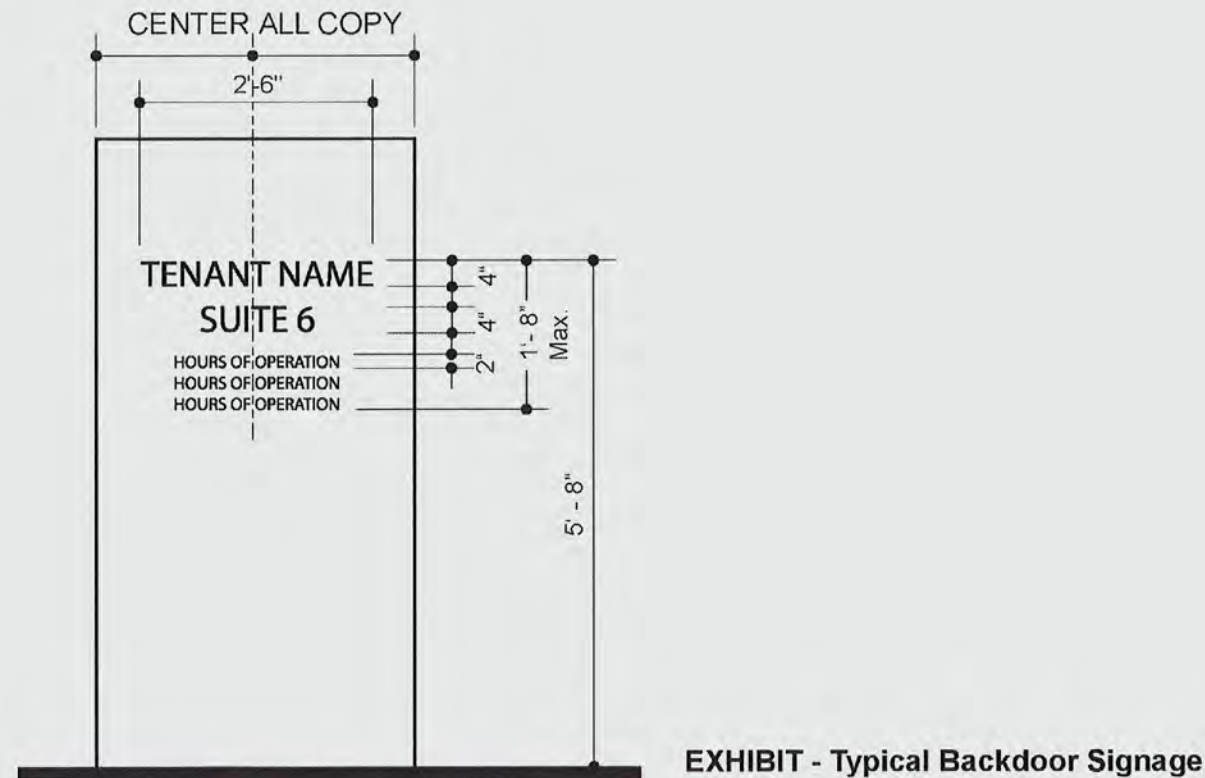 CENTER ALL COPY
2'-6"
TENANT NAME
SUITE 6
HOURS OF OPERATION
HOURS OF OPERATION
HOURS OF OPERATION
4"
4"
2"
1'- 8"
Max.
5' - 8"
EXHIBIT - Typical Backdoor Signage